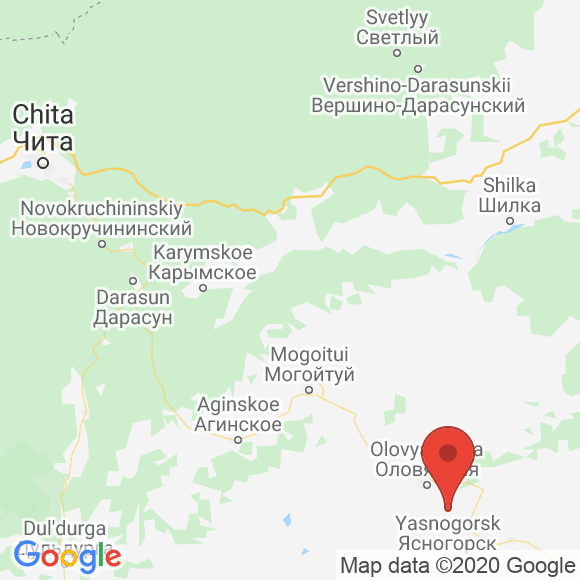 Svetlyy
Светлый
Vershino-Darasunskii
Вершино-Дарасунский
Chita
Чита
Shilka
Шилка
Novokruchininskiy
Новокручининский
Karymskoe
Карымское
Darasun
Дарасун
Mogoitui
Могойтуй
Aginskoe
Агинское
Yasnogorsk
Ясногорск
Dul'durga
Google
Map data ©2020 Google